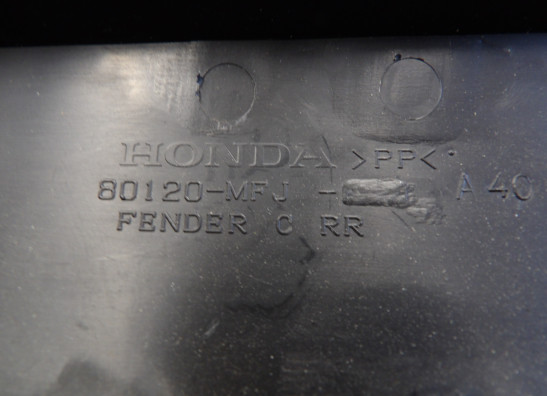 HONDA >PP<
80120-MFJ - A 40
FENDER C RR